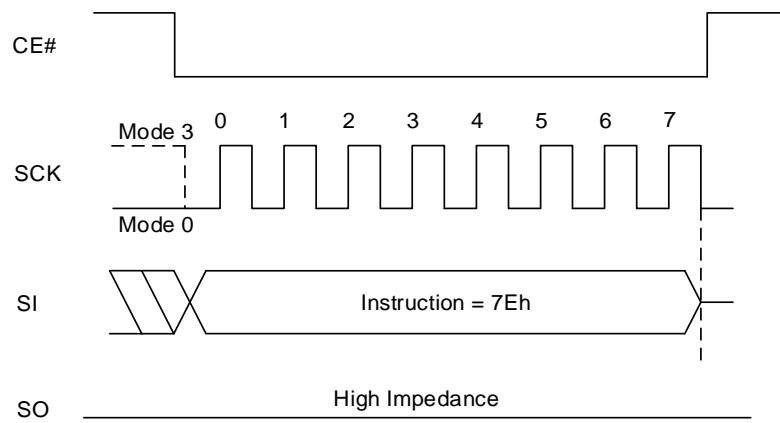 CE#
Mode 3
0 1 2 3 4 5 6 7
SCK
Mode 0
SI
Instruction = 7Eh
SO
High Impedance